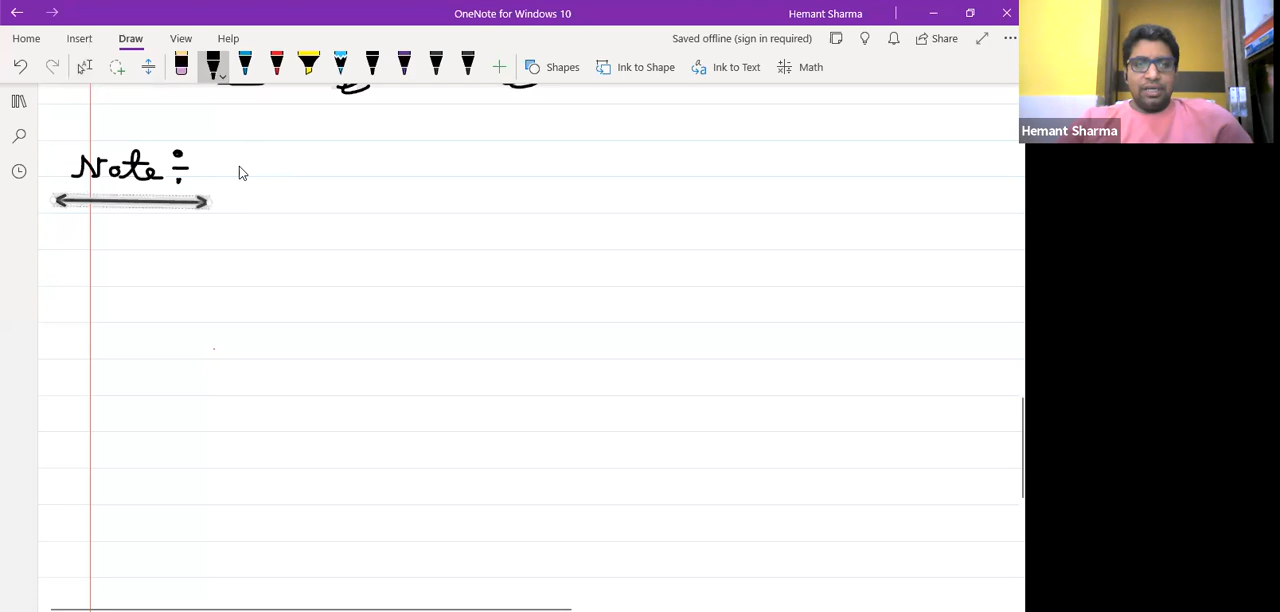 OneNote for Windows 10
Hemant Sharma
Home Insert Draw View Help
Saved offline (sign in required)
Share
Shapes Ink to Shape Ink to Text Math
Hemant Sharma
Note :-